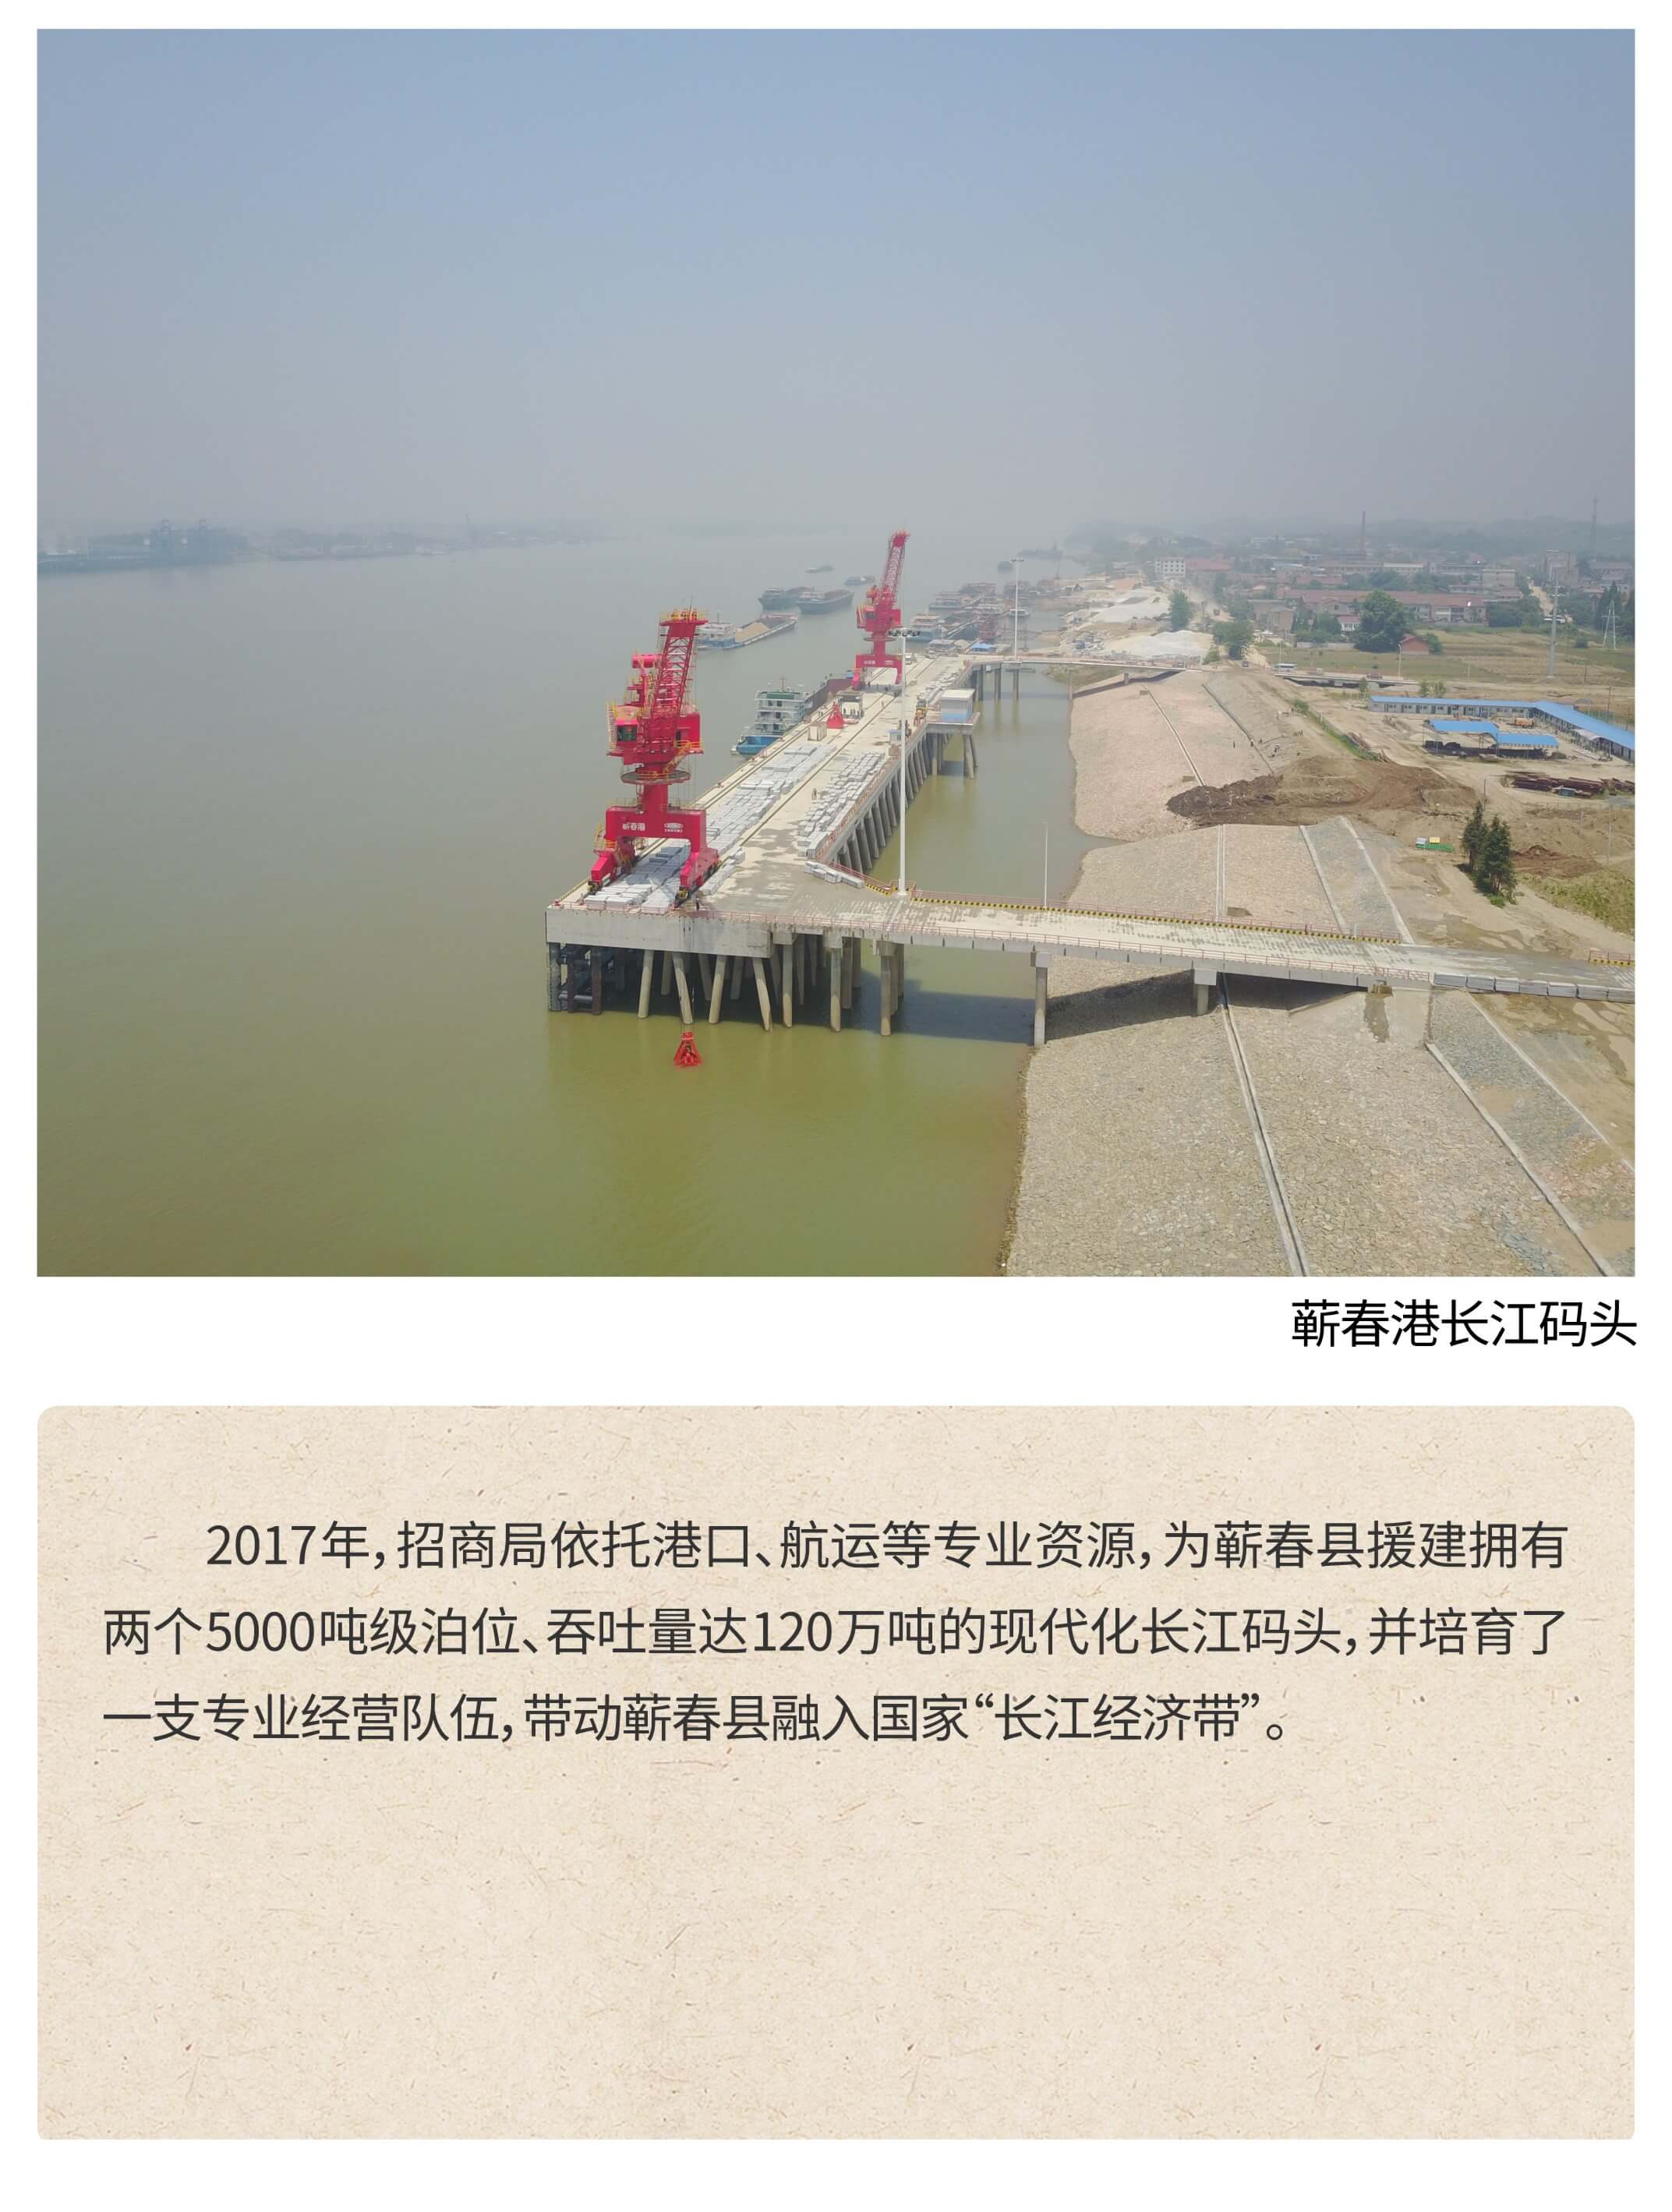 蕲春港
蕲春港长江码头
2017年，招商局依托港口、航运等专业资源，为蕲春县援建拥有
两个5000吨级泊位、吞吐量达120万吨的现代化长江码头，并培育了
一支专业经营队伍，带动蕲春县融入国家“长江经济带”。